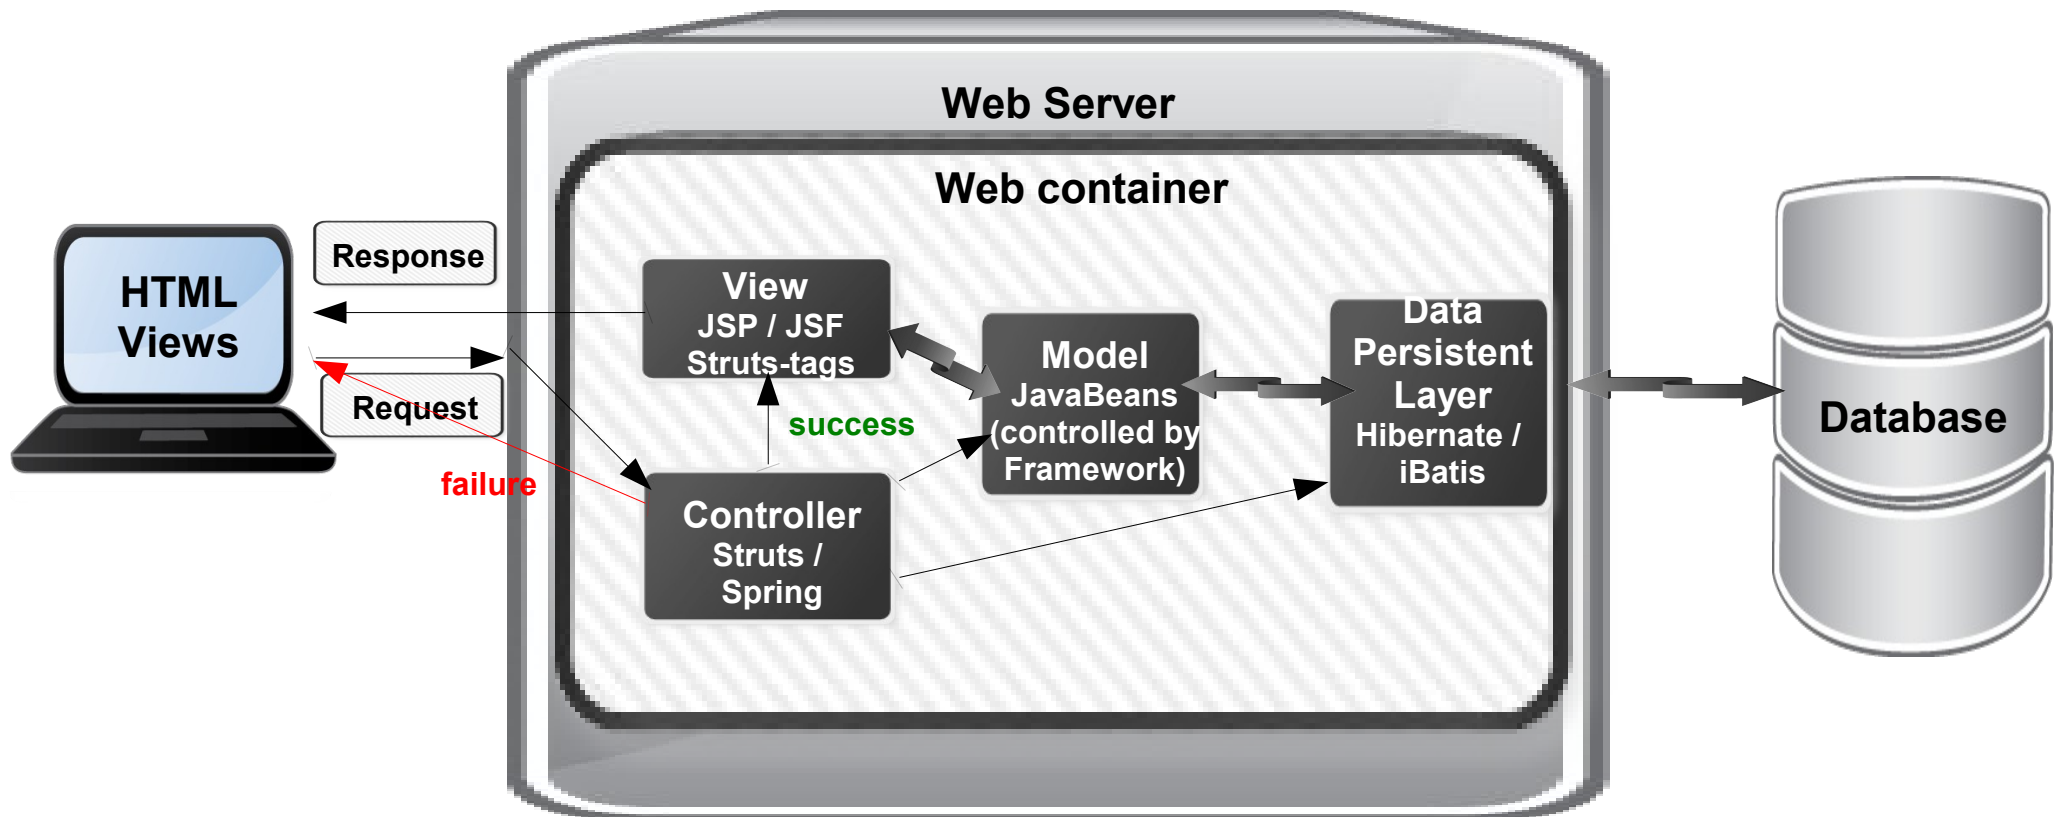 Web Server
Web container
Response
HTML
Views
Request
failure
View
JSP / JSF
Struts-tags
success
Controller
Struts /
Spring
Model
JavaBeans
(controlled by
Framework)
Data
Persistent
Layer
Hibernate /
iBatis
Database